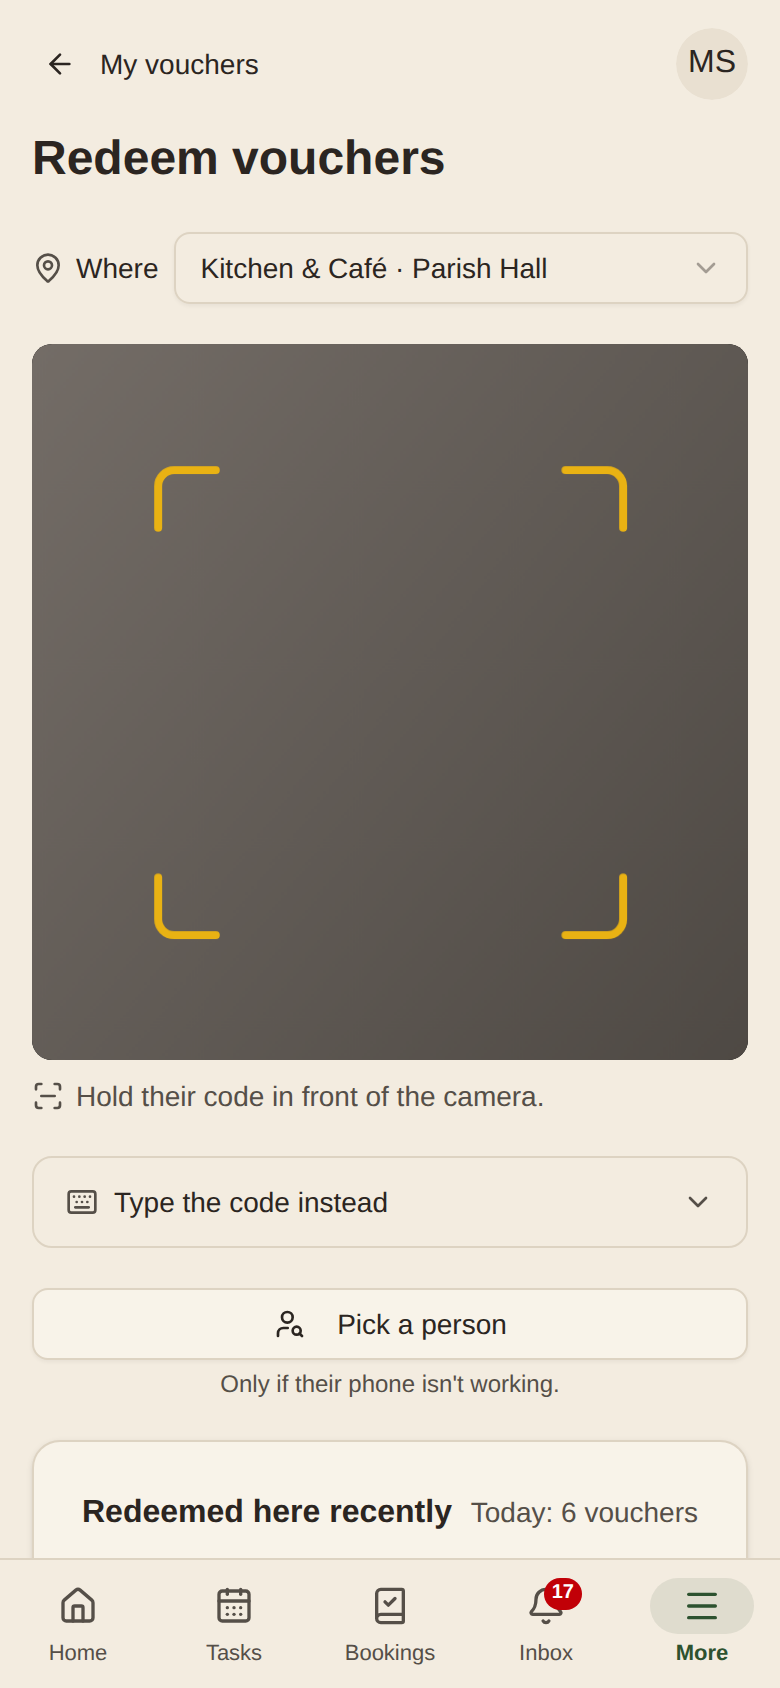 My vouchers
MS
Redeem vouchers
Where
Kitchen & Café · Parish Hall
Hold their code in front of the camera.
Type the code instead
Pick a person
Only if their phone isn't working.
Redeemed here recently Today: 6 vouchers
17
Home Tasks Bookings Inbox More